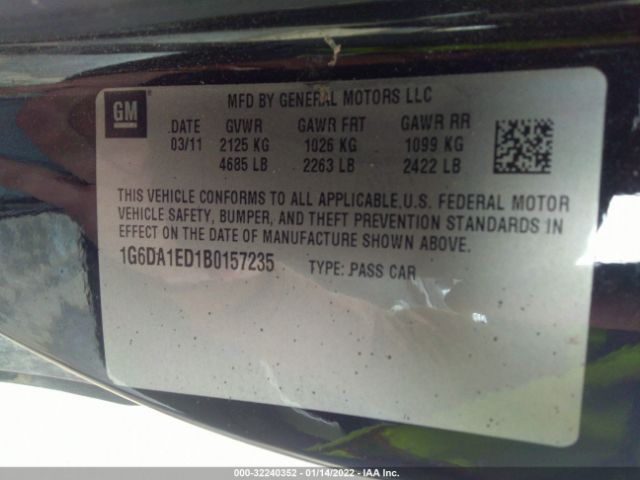 GM
MFD BY GENERAL MOTORS LLC
DATE GVWR GAWR FRT GAWR RR
03/11 2125 KG 1026 KG 1099 KG
4685 LB 2263 LB 2422 LB
THIS VEHICLE CONFORMS TO ALL APPLICABLE U.S. FEDERAL MOTOR
VEHICLE SAFETY, BUMPER, AND THEFT PREVENTION STANDARDS IN
EFFECT ON THE DATE OF MANUFACTURE SHOWN ABOVE.
1G6DA1ED1B0157235 TYPE: PASS CAR
000-32240352 - 01/14/2022 - IAA Inc.